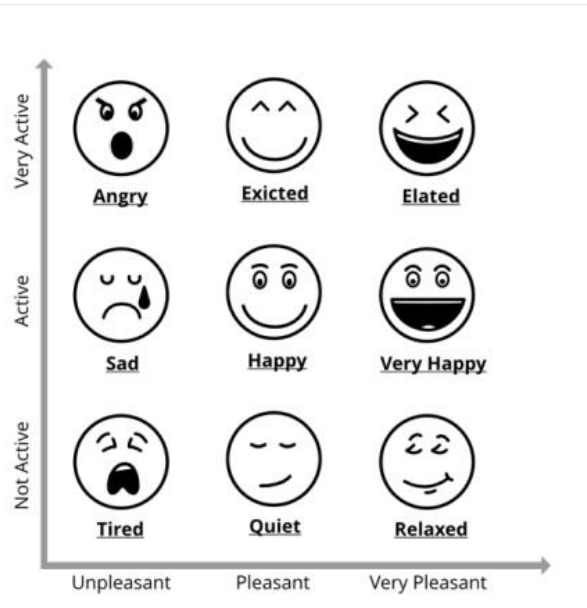 Very Active
Angry
Exicted
Elated
Active
Sad
Happy
Very Happy
Not Active
Tired
Quiet
Relaxed
Unpleasant
Pleasant
Very Pleasant